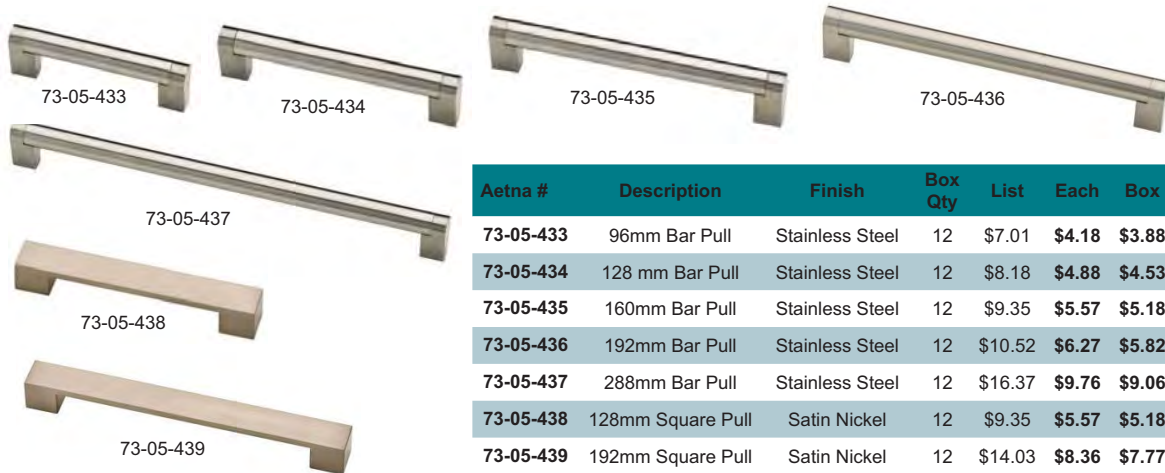 73-05-433
73-05-434
73-05-435
73-05-436
73-05-437
73-05-438
73-05-439
Aetna # Description Finish Box Qty List Each Box
73-05-433 96mm Bar Pull Stainless Steel 12 $7.01 $4.18 $3.88
73-05-434 128 mm Bar Pull Stainless Steel 12 $8.18 $4.88 $4.53
73-05-435 160mm Bar Pull Stainless Steel 12 $9.35 $5.57 $5.18
73-05-436 192mm Bar Pull Stainless Steel 12 $10.52 $6.27 $5.82
73-05-437 288mm Bar Pull Stainless Steel 12 $16.37 $9.76 $9.06
73-05-438 128mm Square Pull Satin Nickel 12 $9.35 $5.57 $5.18
73-05-439 192mm Square Pull Satin Nickel 12 $14.03 $8.36 $7.77